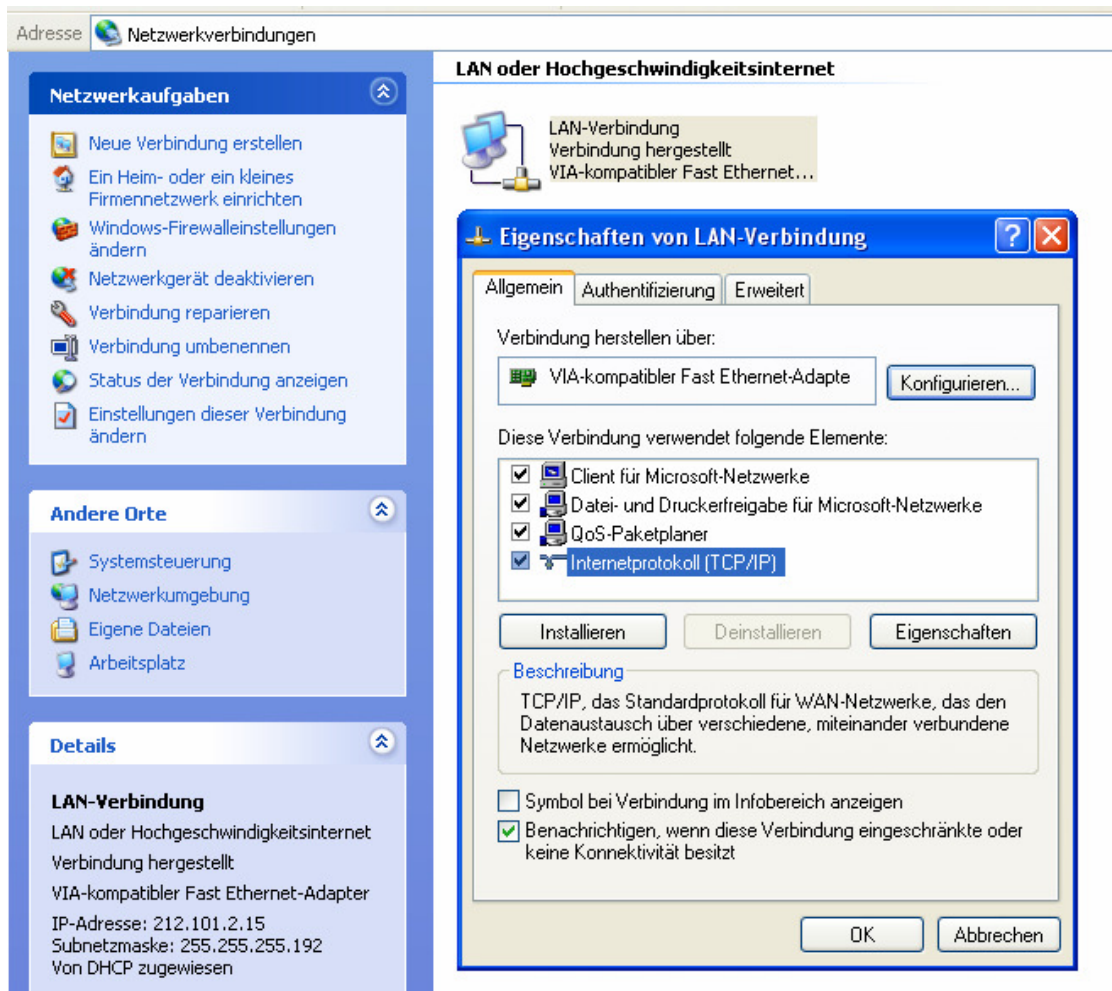 Adresse Netzwerkverbindungen
Netzwerkaufgaben
Neue Verbindung erstellen
Ein Heim- oder ein kleines
Firmennetzwerk einrichten
Windows-Firewalleinstellungen
ändern
Netzwerkgerät deaktivieren
Verbindung reparieren
Verbindung umbenennen
Status der Verbindung anzeigen
Einstellungen dieser Verbindung
ändern
Andere Orte
Systemsteuerung
Netzwerkumgebung
Eigene Dateien
Arbeitsplatz
Details
LAN-Verbindung
LAN oder Hochgeschwindigkeitsinternet
Verbindung hergestellt
VIA-kompatibler Fast Ethernet-Adapter
IP-Adresse: 212.101.2.15
Subnetzmaske: 255.255.255.192
Von DHCP zugewiesen
LAN oder Hochgeschwindigkeitsinternet
LAN-Verbindung
Verbindung hergestellt
VIA-kompatibler Fast Ethernet...
Eigenschaften von LAN-Verbindung
Allgemein Authentifizierung Erweitert
Verbindung herstellen über:
VIA-kompatibler Fast Ethernet-Adapte Konfigurieren...
Diese Verbindung verwendet folgende Elemente:
Client für Microsoft-Netzwerke
Datei- und Druckerfreigabe für Microsoft-Netzwerke
QoS-Paketplaner
Internetprotokoll (TCP/IP)
Installieren Deinstallieren Eigenschaften
Beschreibung
TCP/IP, das Standardprotokoll für WAN-Netzwerke, das den
Datenaustausch über verschiedene, miteinander verbundene
Netzwerke ermöglicht.
Symbol bei Verbindung im Infobereich anzeigen
Benachrichtigen, wenn diese Verbindung eingeschränkte oder
keine Konnektivität besitzt
OK Abbrechen